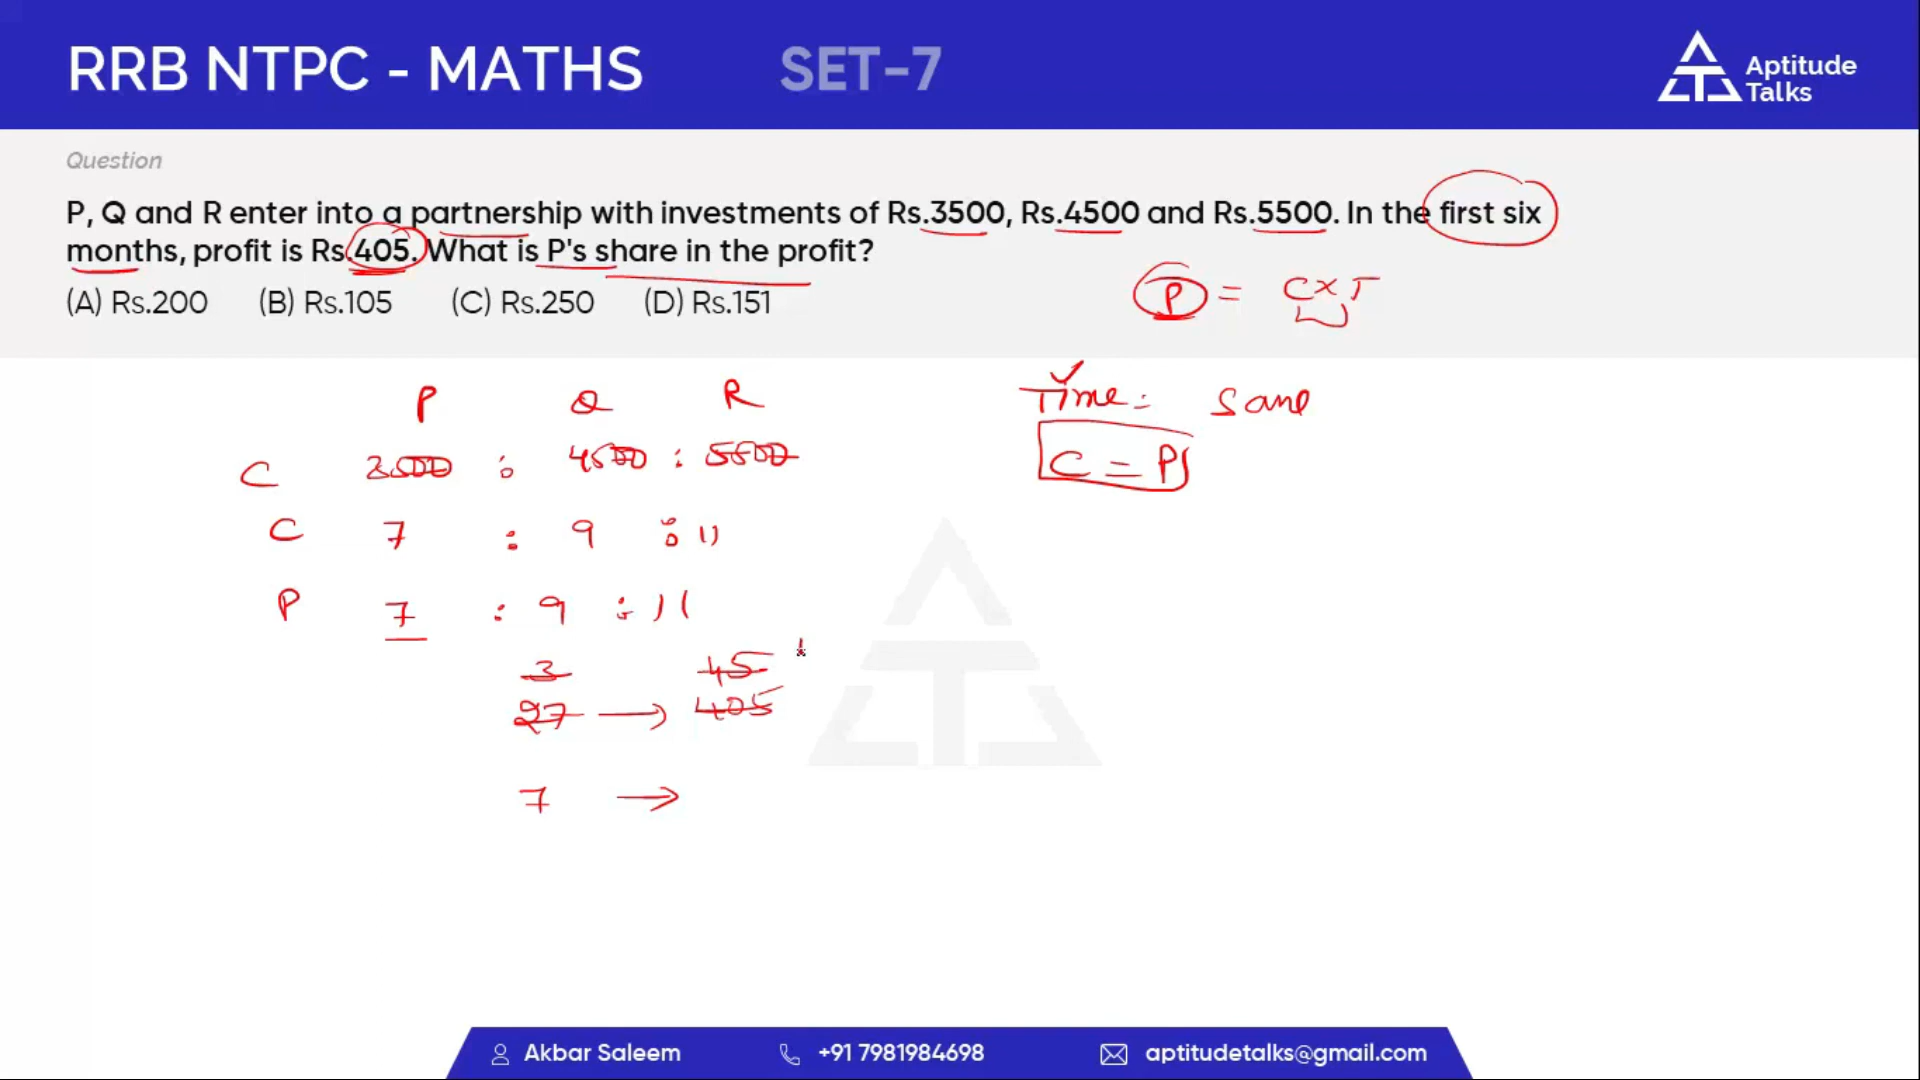 RRB NTPC - MATHS SET-7
Aptitude
Talks
Question
P, Q and R enter into a partnership with investments of Rs.3500, Rs.4500 and Rs.5500. In the first six
months, profit is Rs.405. What is P's share in the profit?
(A) Rs.200 (B) Rs.105 (C) Rs.250 (D) Rs.151
P = C x T
P Q R
Time: Same
C 3500 : 4500 : 5500
C = P
C 7 : 9 : 11
P 7 : 9 : 11
3 45
27 → 405
7 →
Akbar Saleem +91 7981984698 aptitudetalks@gmail.com